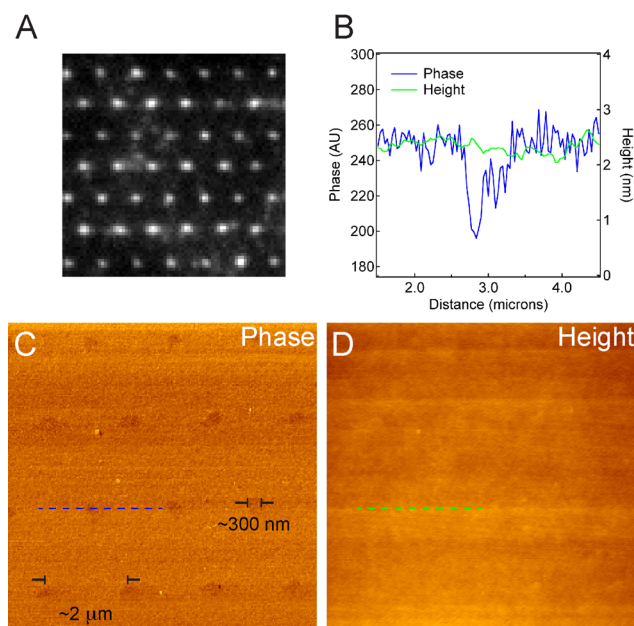 A
B
300
280
260
240
220
200
180
Phase (AU)
Phase
Height
4
3
2
1
0
Height (nm)
2.0
3.0
4.0
Distance (microns)
C
Phase
~300 nm
~2 μm
D
Height